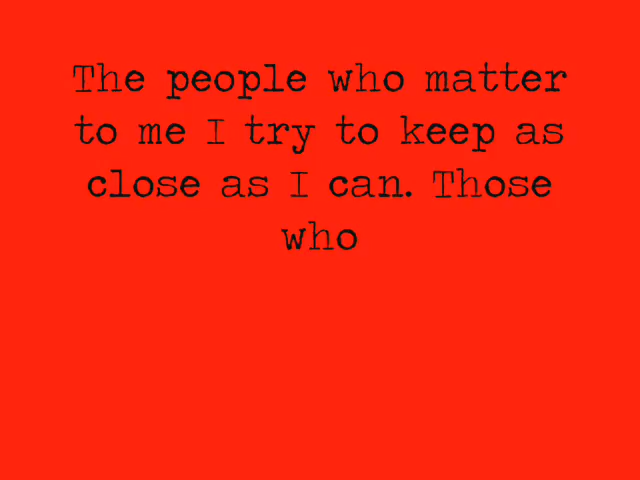 The people who matter
to me I try to keep as
close as I can. Those
who